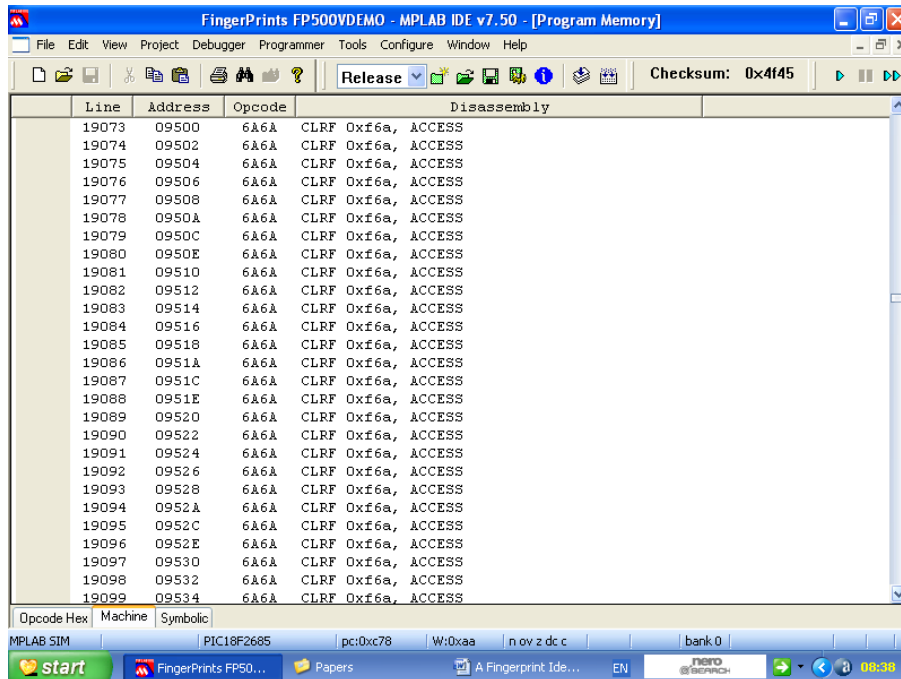 FingerPrints FP500VDEMO - MPLAB IDE v7.50 - [Program Memory]
File Edit View Project Debugger Programmer Tools Configure Window Help
Release Checksum: 0x4f45
Line Address Opcode Disassembly
19073 09500 6A6A CLRF 0xf6a, ACCESS
19074 09502 6A6A CLRF 0xf6a, ACCESS
19075 09504 6A6A CLRF 0xf6a, ACCESS
19076 09506 6A6A CLRF 0xf6a, ACCESS
19077 09508 6A6A CLRF 0xf6a, ACCESS
19078 0950A 6A6A CLRF 0xf6a, ACCESS
19079 0950C 6A6A CLRF 0xf6a, ACCESS
19080 0950E 6A6A CLRF 0xf6a, ACCESS
19081 09510 6A6A CLRF 0xf6a, ACCESS
19082 09512 6A6A CLRF 0xf6a, ACCESS
19083 09514 6A6A CLRF 0xf6a, ACCESS
19084 09516 6A6A CLRF 0xf6a, ACCESS
19085 09518 6A6A CLRF 0xf6a, ACCESS
19086 0951A 6A6A CLRF 0xf6a, ACCESS
19087 0951C 6A6A CLRF 0xf6a, ACCESS
19088 0951E 6A6A CLRF 0xf6a, ACCESS
19089 09520 6A6A CLRF 0xf6a, ACCESS
19090 09522 6A6A CLRF 0xf6a, ACCESS
19091 09524 6A6A CLRF 0xf6a, ACCESS
19092 09526 6A6A CLRF 0xf6a, ACCESS
19093 09528 6A6A CLRF 0xf6a, ACCESS
19094 0952A 6A6A CLRF 0xf6a, ACCESS
19095 0952C 6A6A CLRF 0xf6a, ACCESS
19096 0952E 6A6A CLRF 0xf6a, ACCESS
19097 09530 6A6A CLRF 0xf6a, ACCESS
19098 09532 6A6A CLRF 0xf6a, ACCESS
19099 09534 6A6A CLRF 0xf6a, ACCESS
Opcode Hex Machine Symbolic
MPLAB SIM PIC18F2685 pc:0xc78 W:0xaa n ov z dc c bank 0
start FingerPrints FP50... Papers A Fingerprint Ide... EN nero SEARCH 08:38